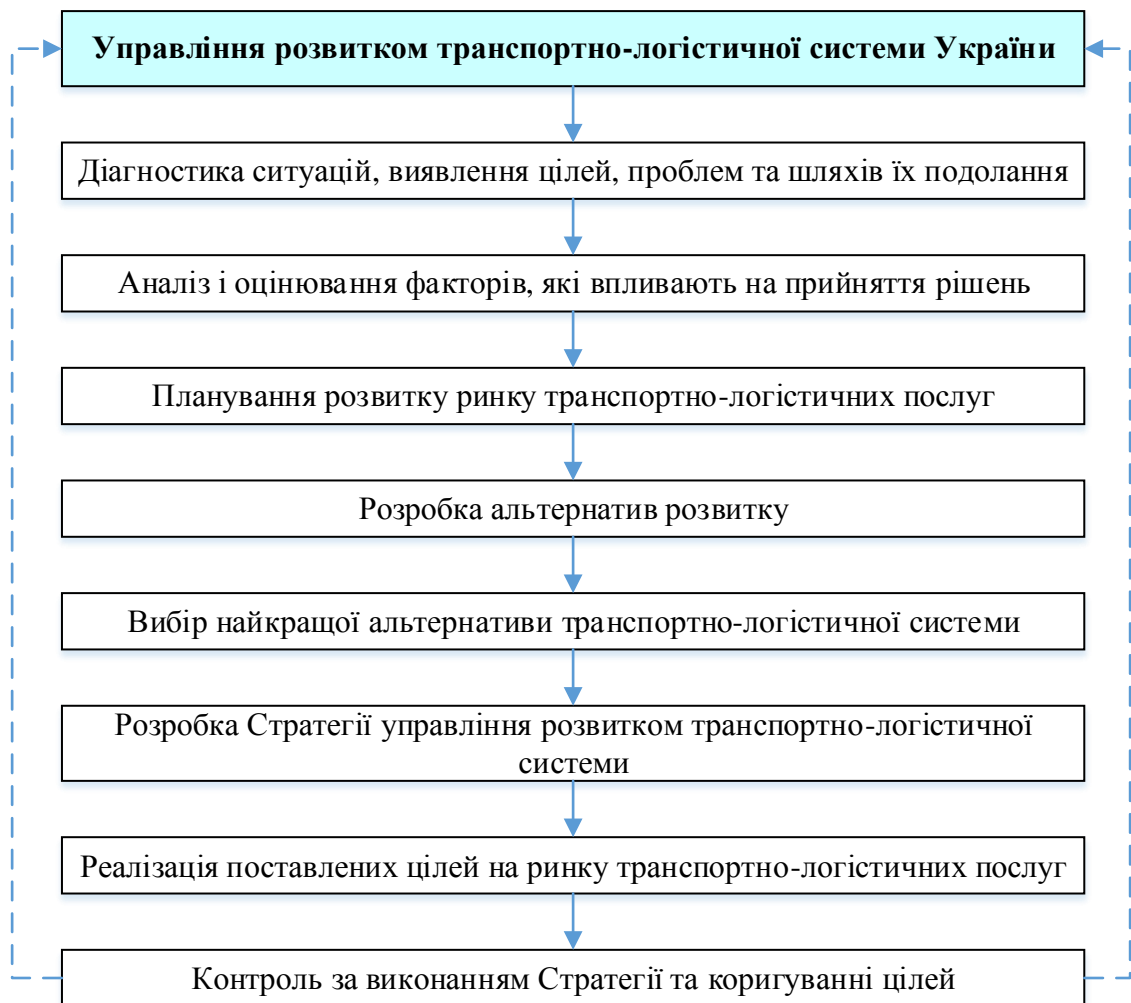 Управління розвитком транспортно-логістичної системи України
Діагностика ситуацій, виявлення цілей, проблем та шляхів їх подолання
Аналіз і оцінювання факторів, які впливають на прийняття рішень
Планування розвитку ринку транспортно-логістичних послуг
Розробка альтернатив розвитку
Вибір найкращої альтернативи транспортно-логістичної системи
Розробка Стратегії управління розвитком транспортно-логістичної
системи
Реалізація поставлених цілей на ринку транспортно-логістичних послуг
Контроль за виконанням Стратегії та коригуванні цілей